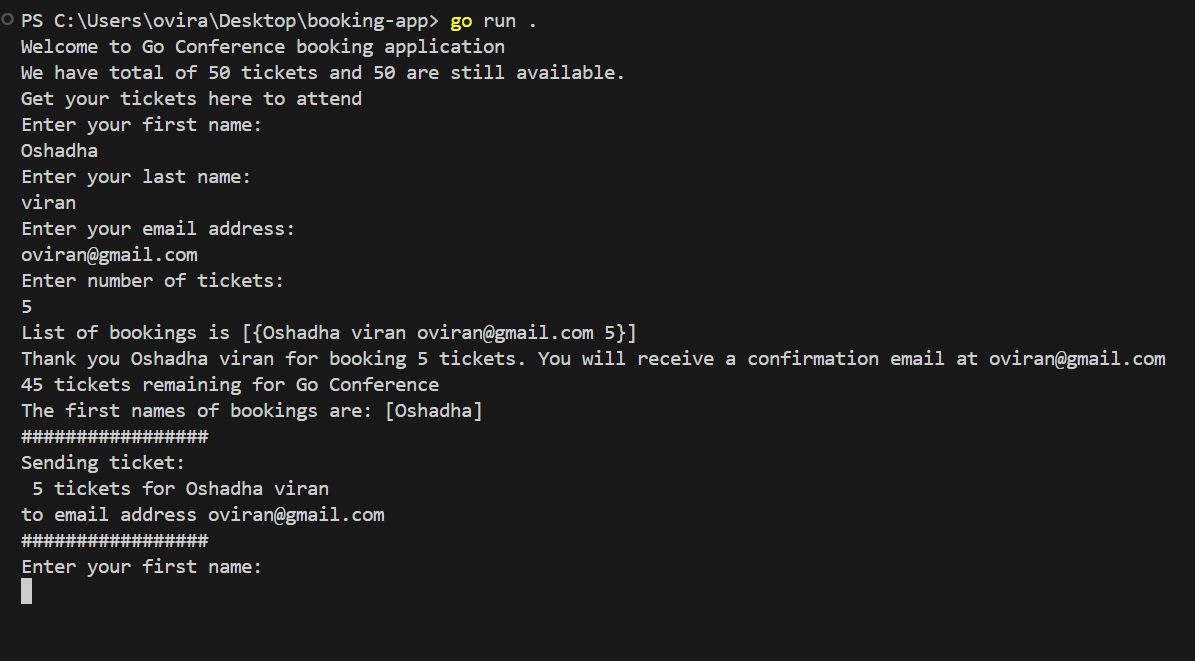 PS C:\Users\ovira\Desktop\booking-app> go run .
Welcome to Go Conference booking application
We have total of 50 tickets and 50 are still available.
Get your tickets here to attend
Enter your first name:
Oshadha
Enter your last name:
viran
Enter your email address:
oviran@gmail.com
Enter number of tickets:
5
List of bookings is [{Oshadha viran oviran@gmail.com 5}]
Thank you Oshadha viran for booking 5 tickets. You will receive a confirmation email at oviran@gmail.com
45 tickets remaining for Go Conference
The first names of bookings are: [Oshadha]
#################
Sending ticket:
 5 tickets for Oshadha viran
to email address oviran@gmail.com
#################
Enter your first name: